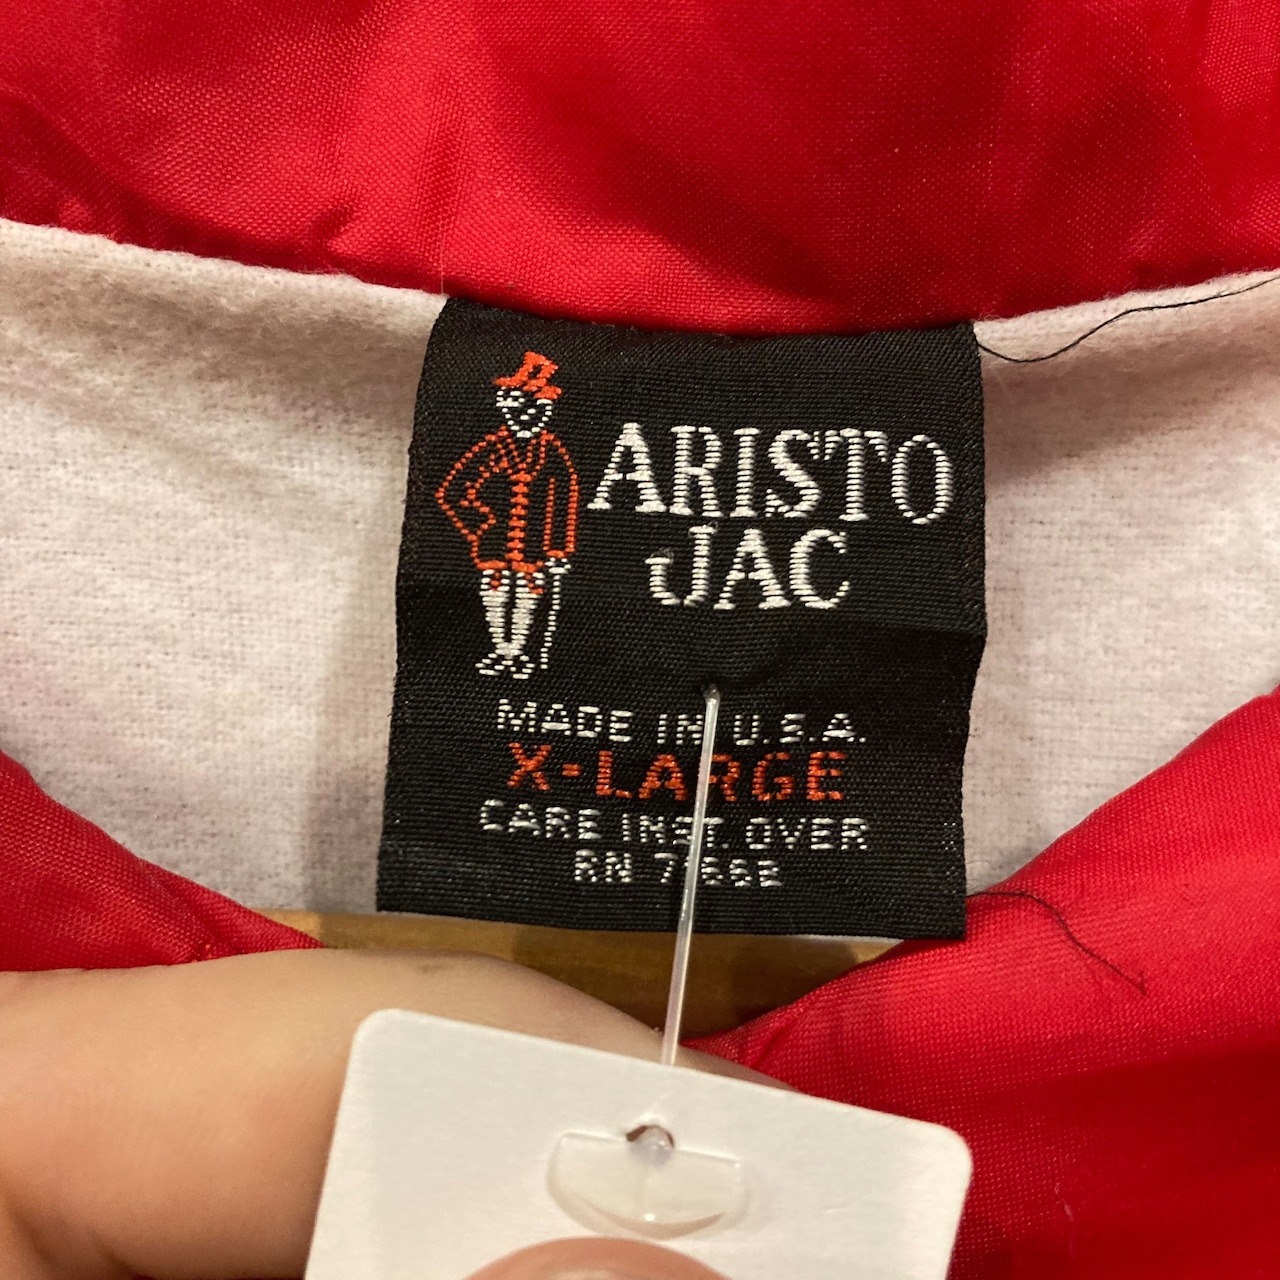 ARISTO
JAC
MADE IN U.S.A.
X-LARGE
CARE INST. OVER
RN